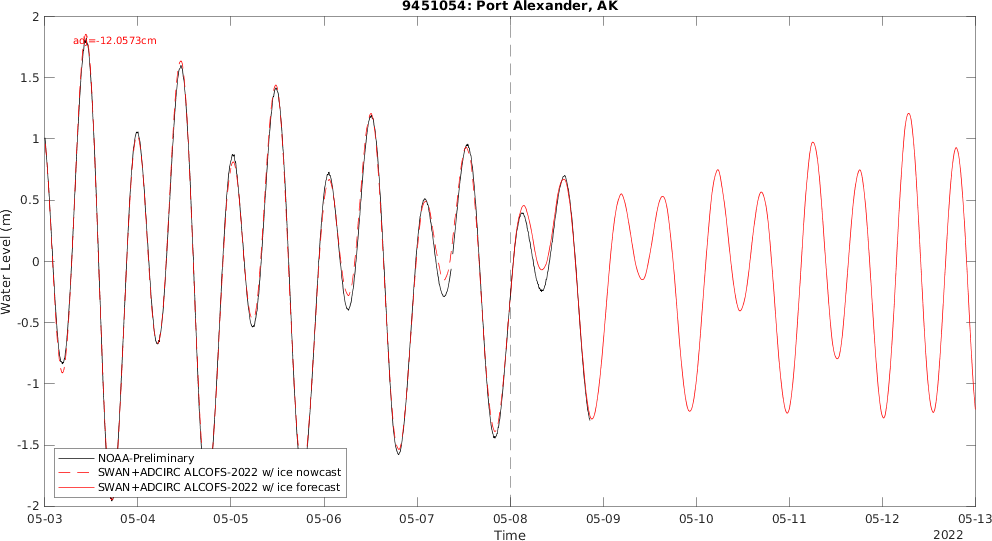 9451054: Port Alexander, AK
adj=-12.0573cm
2
1.5
1
0.5
0
-0.5
-1
-1.5
-2
Water Level (m)
NOAA-Preliminary
SWAN+ADCIRC ALCOFS-2022 w/ ice nowcast
SWAN+ADCIRC ALCOFS-2022 w/ ice forecast
05-03 05-04 05-05 05-06 05-07 05-08 05-09 05-10 05-11 05-12 05-13
Time
2022